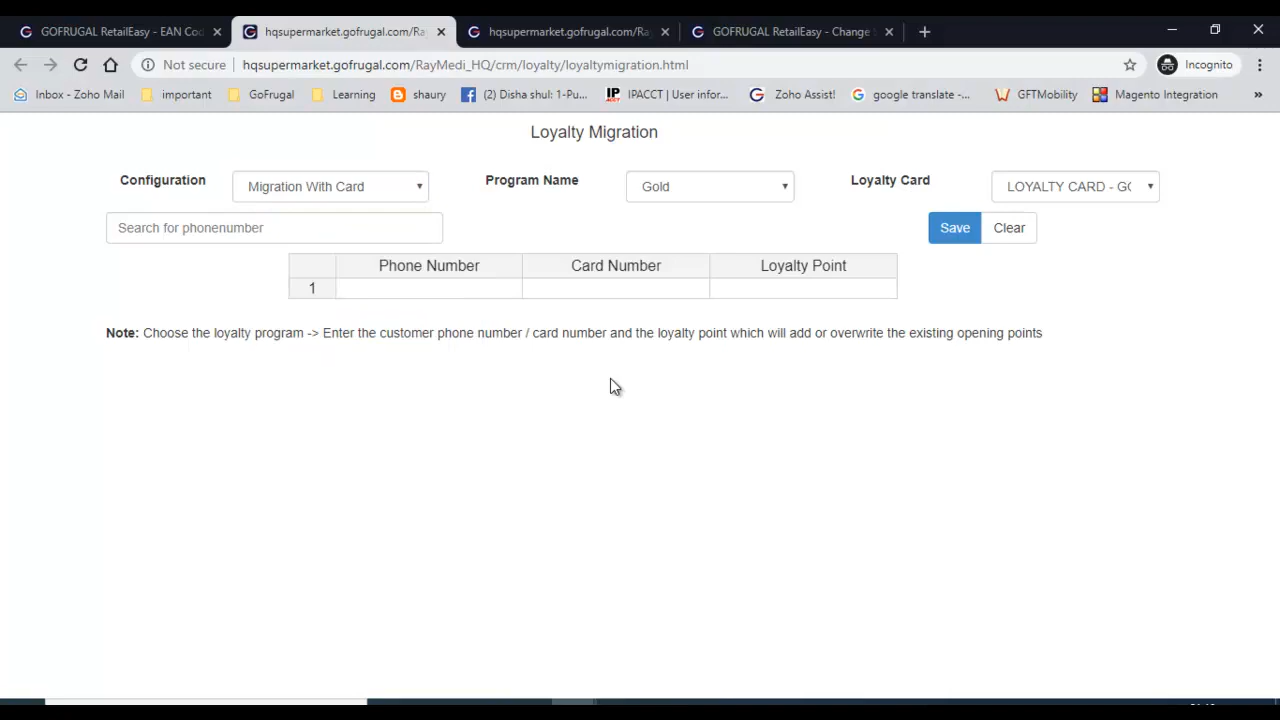 GOFRUGAL RetailEasy - EAN Cod
hqsupermarket.gofrugal.com/Ra
hqsupermarket.gofrugal.com/Ra
GOFRUGAL RetailEasy - Change
Not secure
hqsupermarket.gofrugal.com/RayMedi_HQ/crm/loyalty/loyaltymigration.html
Incognito
Inbox - Zoho Mail
important
GoFrugal
Learning
shaury
(2) Disha shul: 1-Pu...
IP
IPACCT | User infor...
Zoho Assist!
google translate -...
GFTMobility
Magento Integration
»
Loyalty Migration
Configuration
Migration With Card
Program Name
Gold
Loyalty Card
LOYALTY CARD - GO
Search for phonenumber
Save
Clear
Phone Number
Card Number
Loyalty Point
1
Note: Choose the loyalty program -> Enter the customer phone number / card number and the loyalty point which will add or overwrite the existing opening points